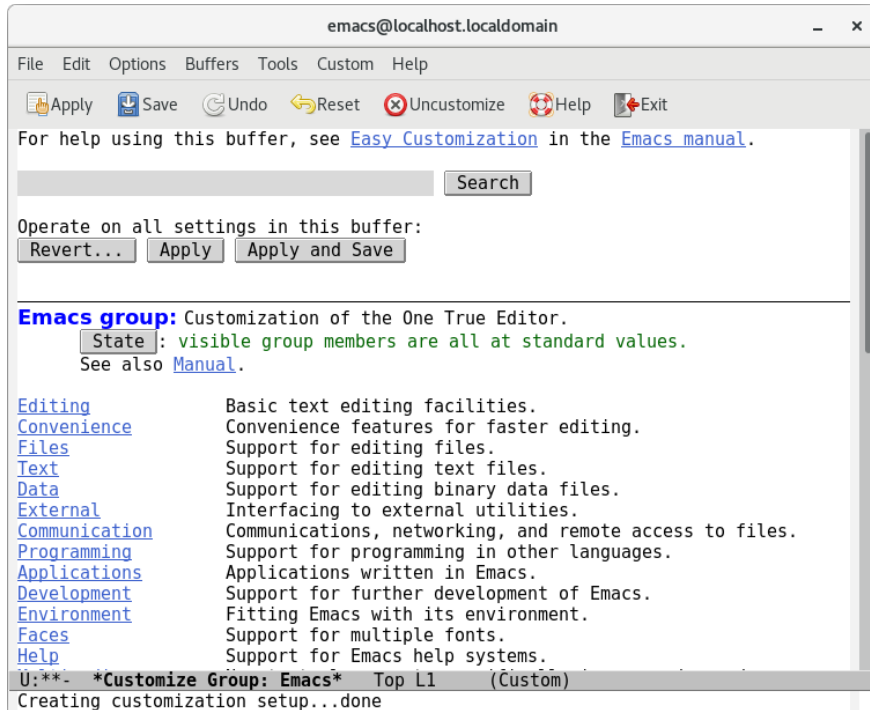 emacs@localhost.localdomain
File Edit Options Buffers Tools Custom Help
Apply Save Undo Reset Uncustomize Help Exit
For help using this buffer, see Easy Customization in the Emacs manual.
Search
Operate on all settings in this buffer:
Revert... Apply Apply and Save
Emacs group: Customization of the One True Editor.
State : visible group members are all at standard values.
See also Manual.
Editing Basic text editing facilities.
Convenience Convenience features for faster editing.
Files Support for editing files.
Text Support for editing text files.
Data Support for editing binary data files.
External Interfacing to external utilities.
Communication Communications, networking, and remote access to files.
Programming Support for programming in other languages.
Applications Applications written in Emacs.
Development Support for further development of Emacs.
Environment Fitting Emacs with its environment.
Faces Support for multiple fonts.
Help Support for Emacs help systems.
U:**- *Customize Group: Emacs* Top L1 (Custom)
Creating customization setup...done